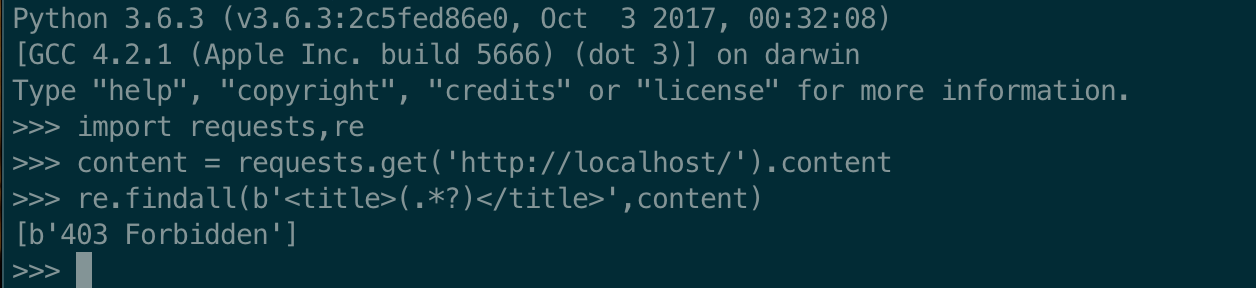 Python 3.6.3 (v3.6.3:2c5fed86e0, Oct  3 2017, 00:32:08)
[GCC 4.2.1 (Apple Inc. build 5666) (dot 3)] on darwin
Type "help", "copyright", "credits" or "license" for more information.
>>> import requests,re
>>> content = requests.get('http://localhost/').content
>>> re.findall(b'<title>(.*?)</title>',content)
[b'403 Forbidden']
>>>